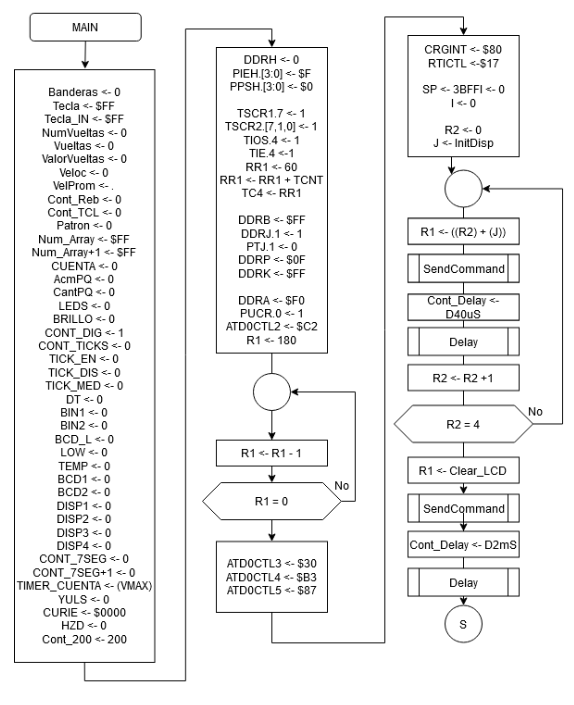 MAIN
Banderas <- 0
Tecla <- $FF
Tecla_IN <- $FF
NumVueltas <- 0
Vueltas <- 0
ValorVueltas <- 0
Veloc <- 0
VelProm <- .
Cont_Reb <- 0
Cont_TCL <- 0
Patron <- 0
Num_Array <- $FF
Num_Array+1 <- $FF
CUENTA <- 0
AcmPQ <- 0
CantPQ <- 0
LEDS <- 0
BRILLO <- 0
CONT_DIG <- 1
CONT_TICKS <- 0
TICK_EN <- 0
TICK_DIS <- 0
TICK_MED <- 0
DT <- 0
BIN1 <- 0
BIN2 <- 0
BCD_L <- 0
LOW <- 0
TEMP <- 0
BCD1 <- 0
BCD2 <- 0
DISP1 <- 0
DISP2 <- 0
DISP3 <- 0
DISP4 <- 0
CONT_7SEG <- 0
CONT_7SEG+1 <- 0
TIMER_CUENTA <- (VMAX)
YULS <- 0
CURIE <- $0000
HZD <- 0
Cont_200 <- 200
DDRH <- 0
PIEH.[3:0] <- $F
PPSH.[3:0] <- $0
TSCR1.7 <- 1
TSCR2.[7,1,0] <- 1
TIOS.4 <- 1
TIE.4 <-1
RR1 <- 60
RR1 <- RR1 + TCNT
TC4 <- RR1
DDRB <- $FF
DDRJ.1 <- 1
PTJ.1 <- 0
DDRP <- $0F
DDRK <- $FF
DDRA <- $F0
PUCR.0 <- 1
ATD0CTL2 <- $C2
R1 <- 180
R1 <- R1 - 1
No
R1 = 0
ATD0CTL3 <- $30
ATD0CTL4 <- $B3
ATD0CTL5 <- $87
CRGINT <- $80
RTICTL <-$17
SP <- 3BFFI <- 0
I <- 0
R2 <- 0
J <- InitDisp
R1 <- ((R2) + (J))
SendCommand
Cont_Delay <-
D40uS
Delay
R2 <- R2 +1
No
R2 = 4
R1 <- Clear_LCD
SendCommand
Cont_Delay <- D2mS
Delay
S